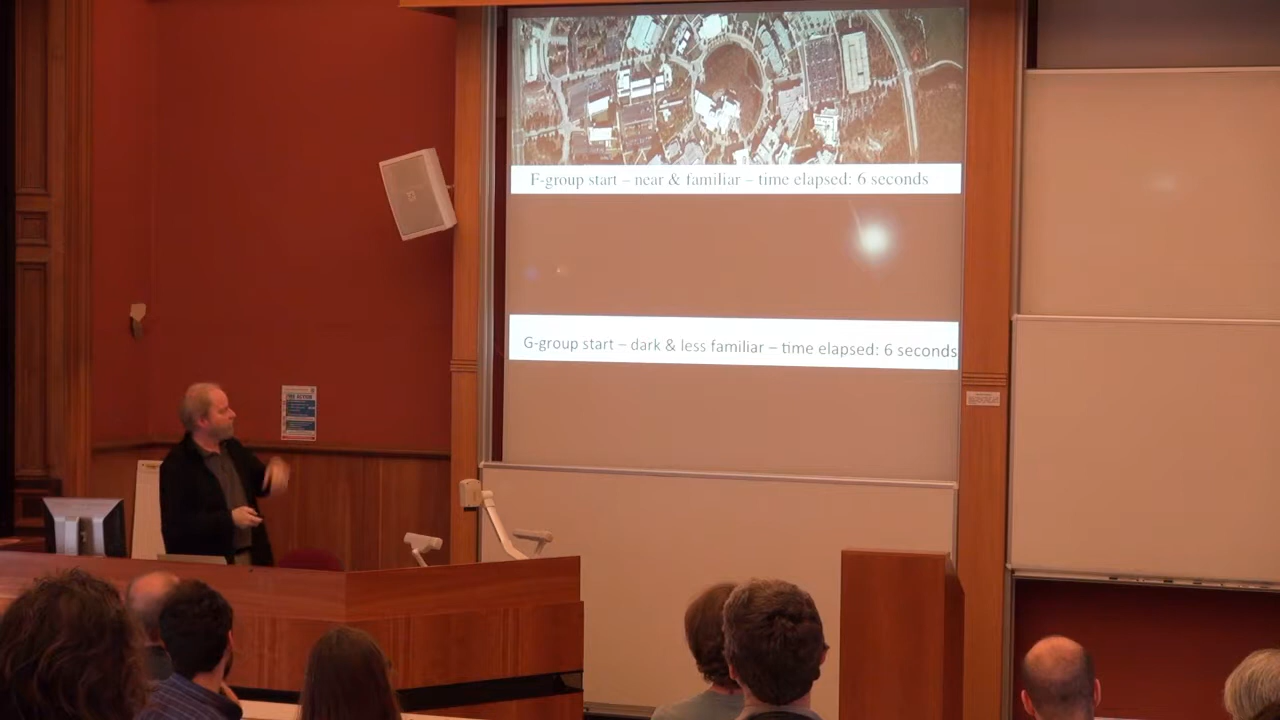 F-group start – near & familiar – time elapsed: 6 seconds
G-group start – dark & less familiar – time elapsed: 6 seconds